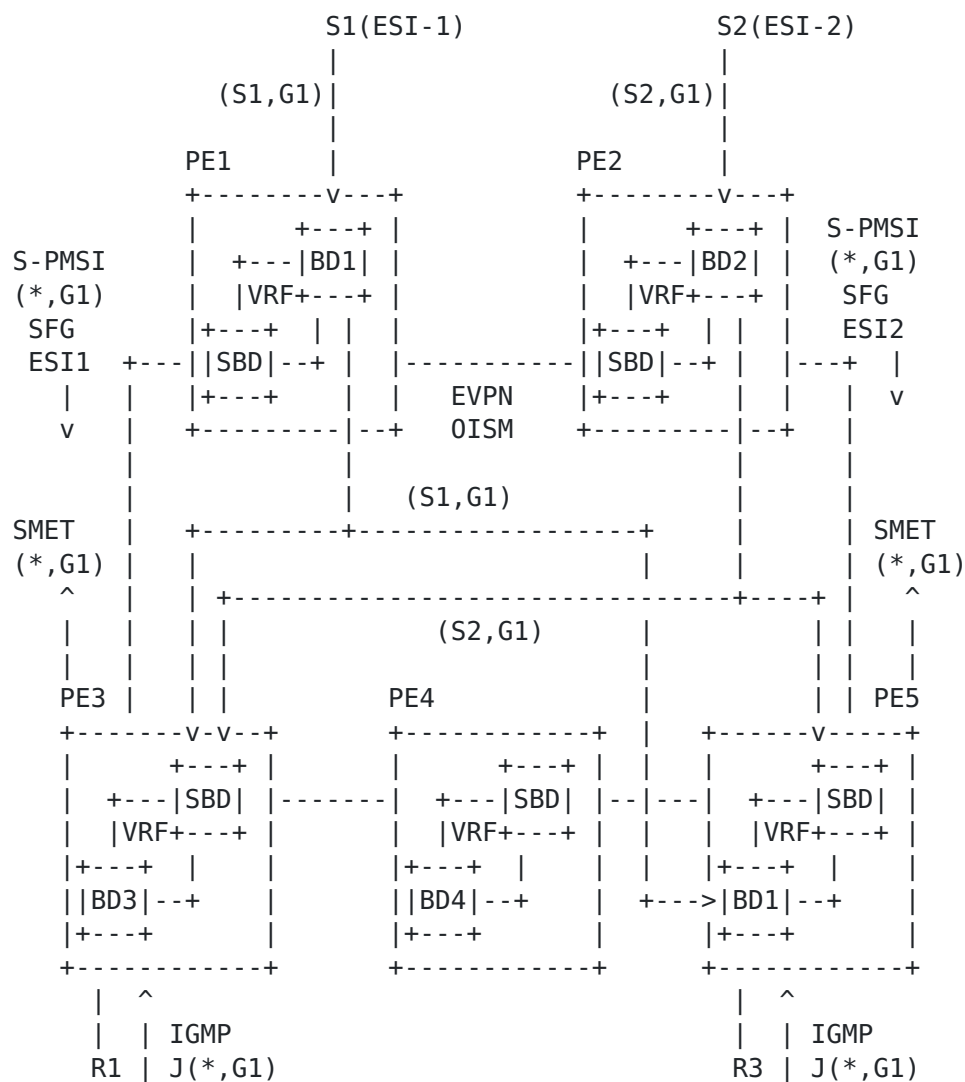 S1(ESI-1) S2(ESI-2)
(S1,G1) (S2,G1)
PE1 PE2
S-PMSI BD1 BD2 S-PMSI
(*,G1) VRF VRF (*,G1)
SFG SFG
ESI1 SBD SBD ESI2
EVPN
OISM
(S1,G1)
SMET SMET
(*,G1) (*,G1)
(S2,G1)
PE3 PE4 PE5
SBD SBD SBD
VRF VRF VRF
BD3 BD4 BD1
IGMP IGMP
R1 J(*,G1) R3 J(*,G1)